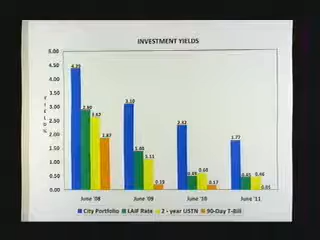 INVESTMENT YIELDS
5.00
4.50
4.00
3.50
3.00
2.50
2.00
1.50
1.00
0.50
0.00
YIELDS
4.39
2.90
2.62
1.87
3.10
1.40
1.11
0.19
2.32
0.49
0.60
0.17
1.77
0.45
0.46
0.03
June '08
June '09
June '10
June '11
City Portfolio
LAIF Rate
2 - year USTN
90-Day T-Bill